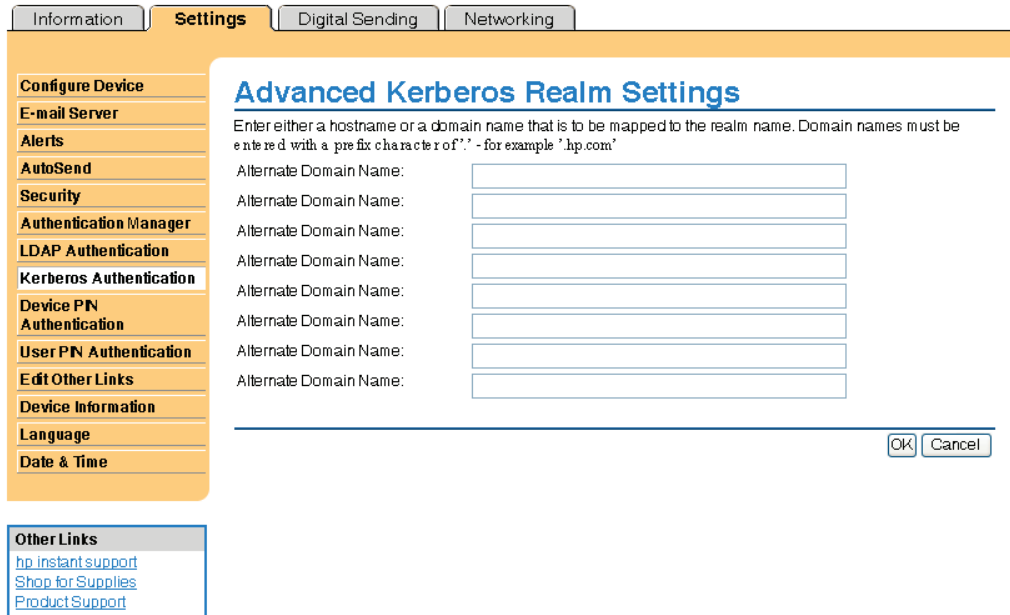 Information Settings Digital Sending Networking
Configure Device
E-mail Server
Alerts
AutoSend
Security
Authentication Manager
LDAP Authentication
Kerberos Authentication
Device PIN
Authentication
User PIN Authentication
Edit Other Links
Device Information
Language
Date & Time
Other Links
hp instant support
Shop for Supplies
Product Support
Advanced Kerberos Realm Settings
Enter either a hostname or a domain name that is to be mapped to the realm name. Domain names must be
entered with a prefix character of '.' - for example '.hp.com'
Alternate Domain Name:
Alternate Domain Name:
Alternate Domain Name:
Alternate Domain Name:
Alternate Domain Name:
Alternate Domain Name:
Alternate Domain Name:
Alternate Domain Name:
OK Cancel